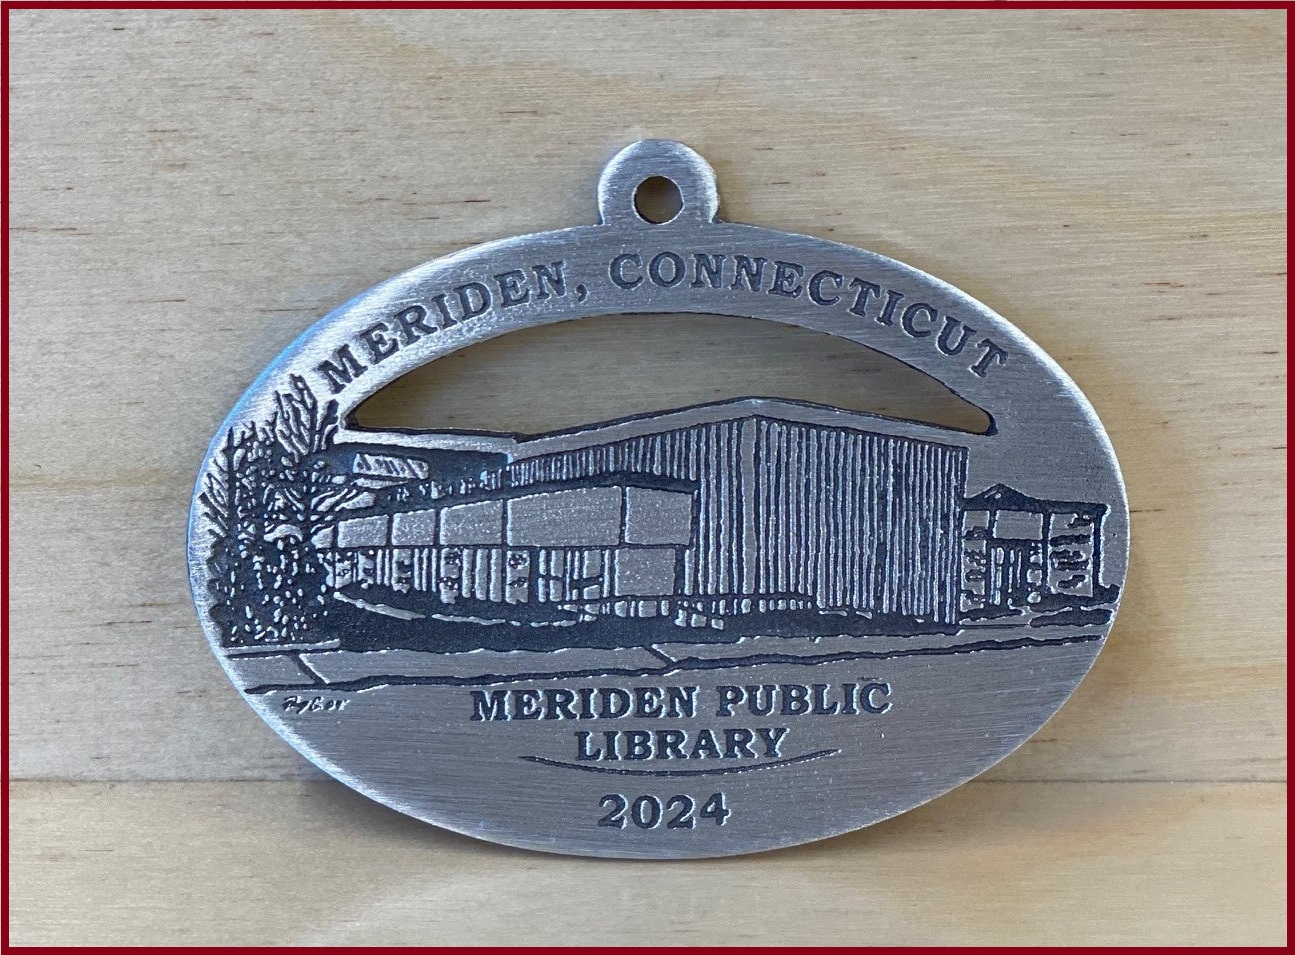 MERIDEN, CONNECTICUT
MERIDEN PUBLIC
LIBRARY
2024